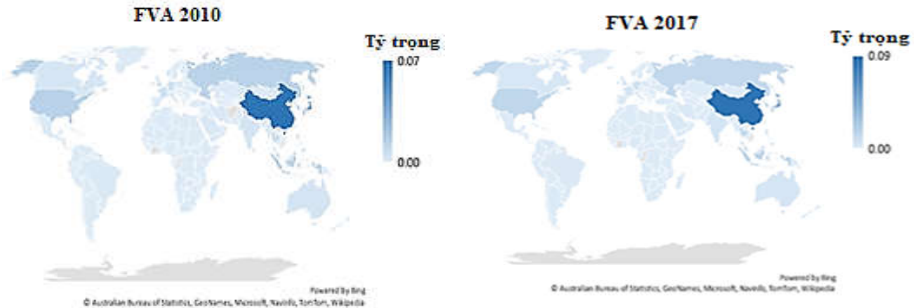 FVA 2010
Tỷ trọng
0.07
0.00
Powered by Bing
© Australian Bureau of Statistics, GeoNames, Microsoft, Navinfo, TomTom, Wikipedia
FVA 2017
Tỷ trọng
0.09
0.00
Powered by Bing
© Australian Bureau of Statistics, GeoNames, Microsoft, Navinfo, TomTom, Wikipedia